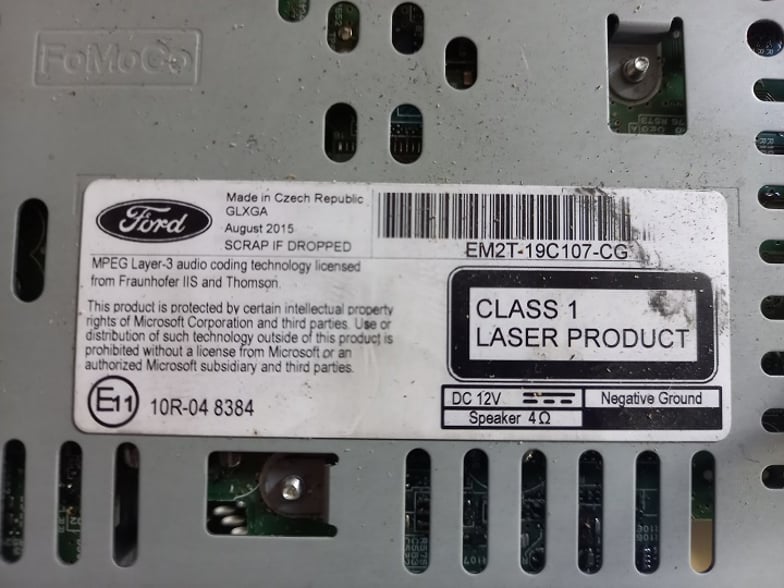 FoMoCo
Ford
Made in Czech Republic
GLXGA
August 2015
SCRAP IF DROPPED
EM2T-19C107-CG
MPEG Layer-3 audio coding technology licensed
from Fraunhofer IIS and Thomson.
This product is protected by certain intellectual property
rights of Microsoft Corporation and third parties. Use or
distribution of such technology outside of this product is
prohibited without a license from Microsoft or an
authorized Microsoft subsidiary and third parties.
CLASS 1
LASER PRODUCT
E11
10R-04 8384
DC 12V
Negative Ground
Speaker 4Ω